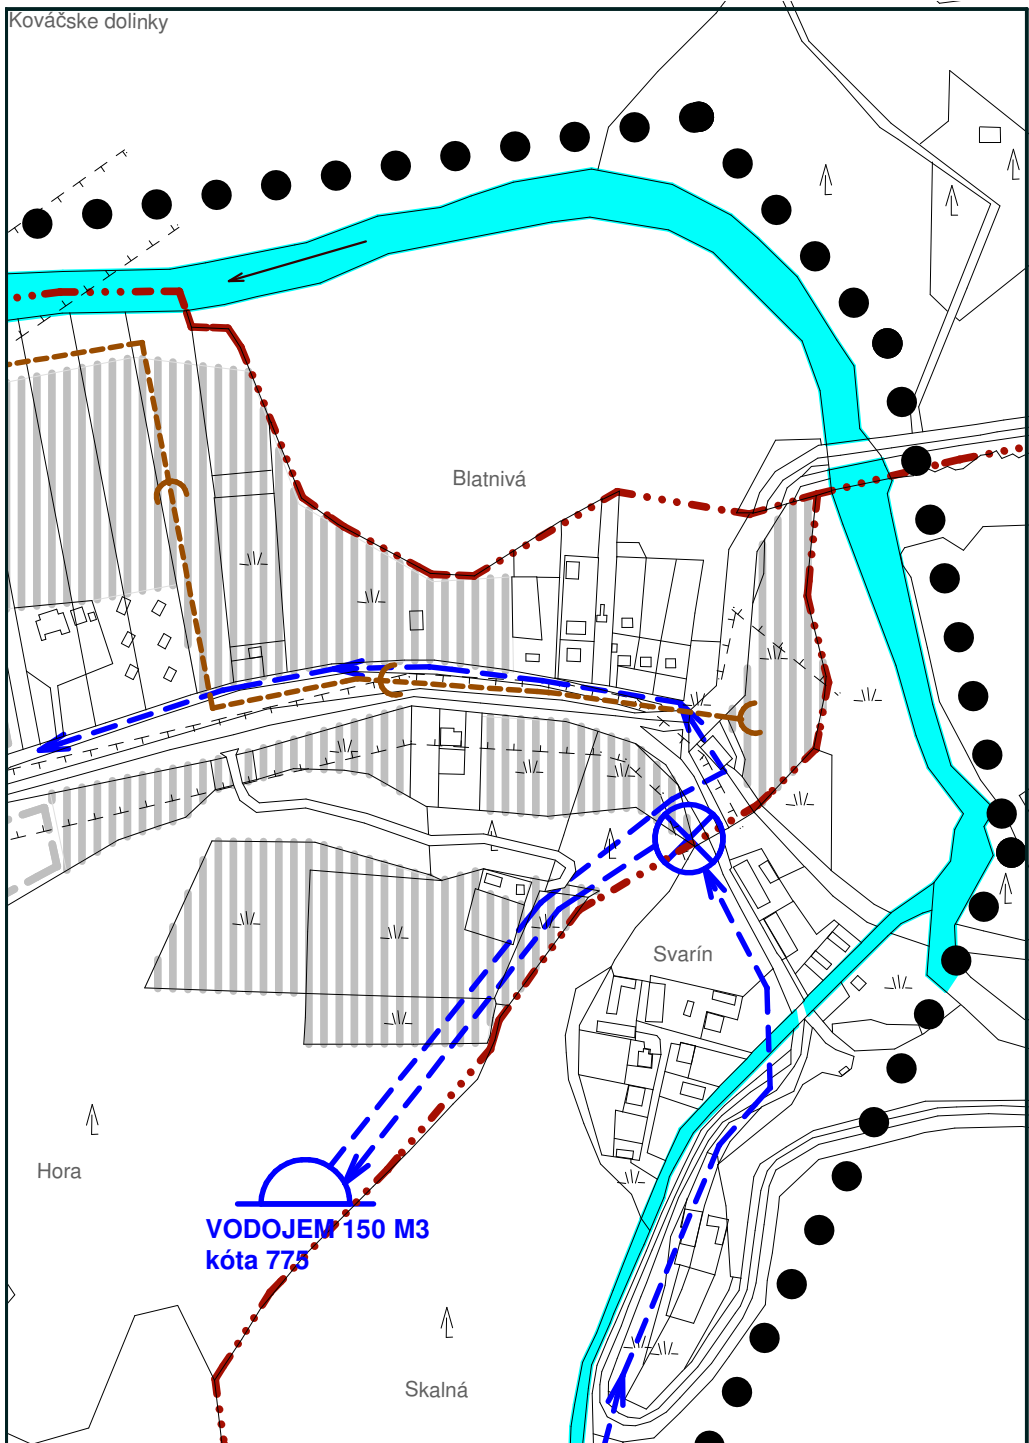 Kováčske dolinky
Blatnivá
Svarín
Hora
VODOJEM 150 M3
kóta 775
Skalná